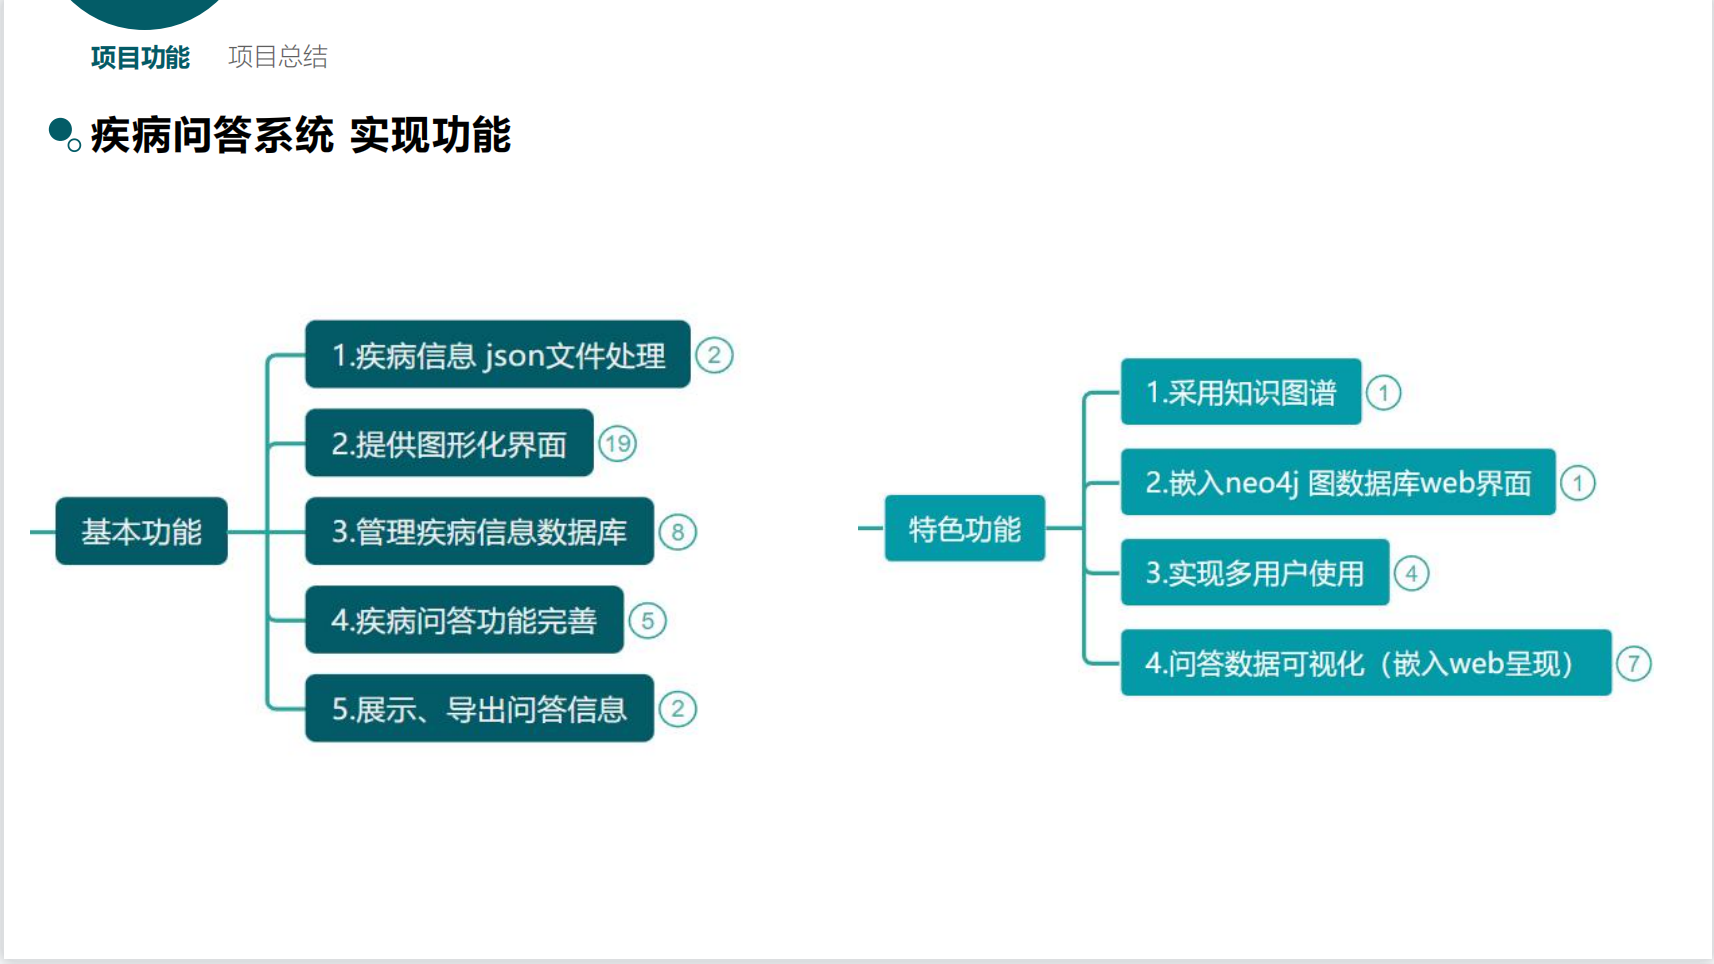 项目功能 项目总结
疾病问答系统 实现功能
基本功能
1.疾病信息 json文件处理 2
2.提供图形化界面 19
3.管理疾病信息数据库 8
4.疾病问答功能完善 5
5.展示、导出问答信息 2
特色功能
1.采用知识图谱 1
2.嵌入neo4j 图数据库web界面 1
3.实现多用户使用 4
4.问答数据可视化（嵌入web呈现） 7